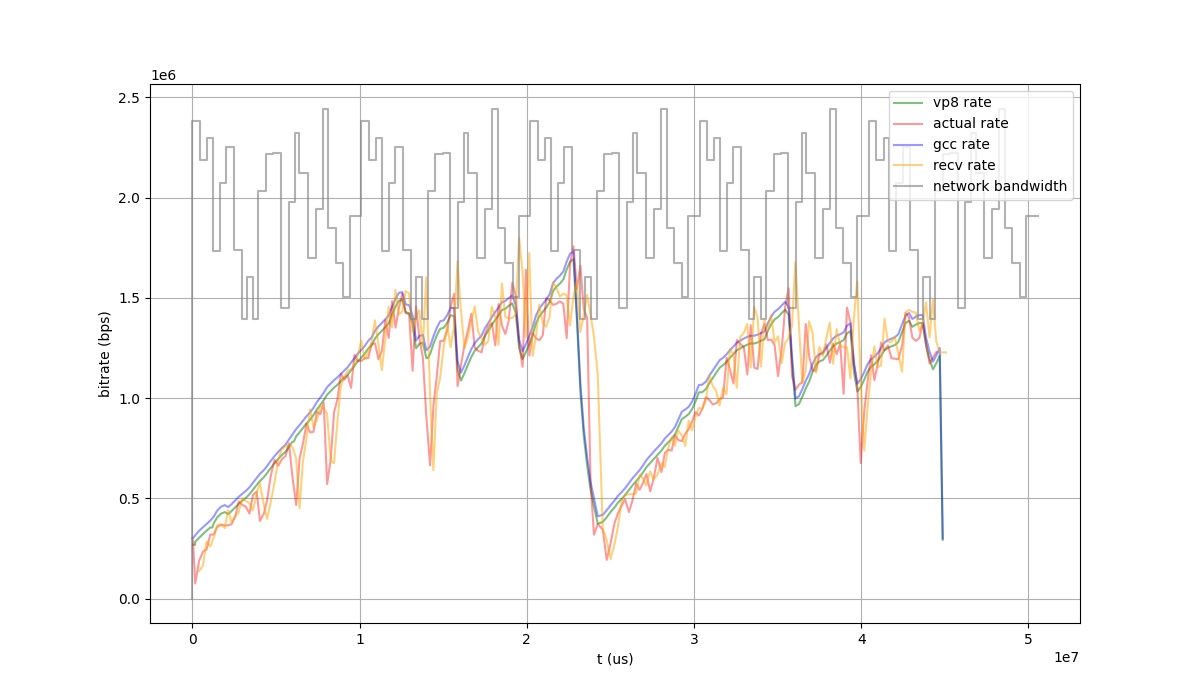 1e6
2.5
2.0
1.5
1.0
0.5
0.0
bitrate (bps)
vp8 rate
actual rate
gcc rate
recv rate
network bandwidth
0 1 2 3 4 5
t (us)
1e7